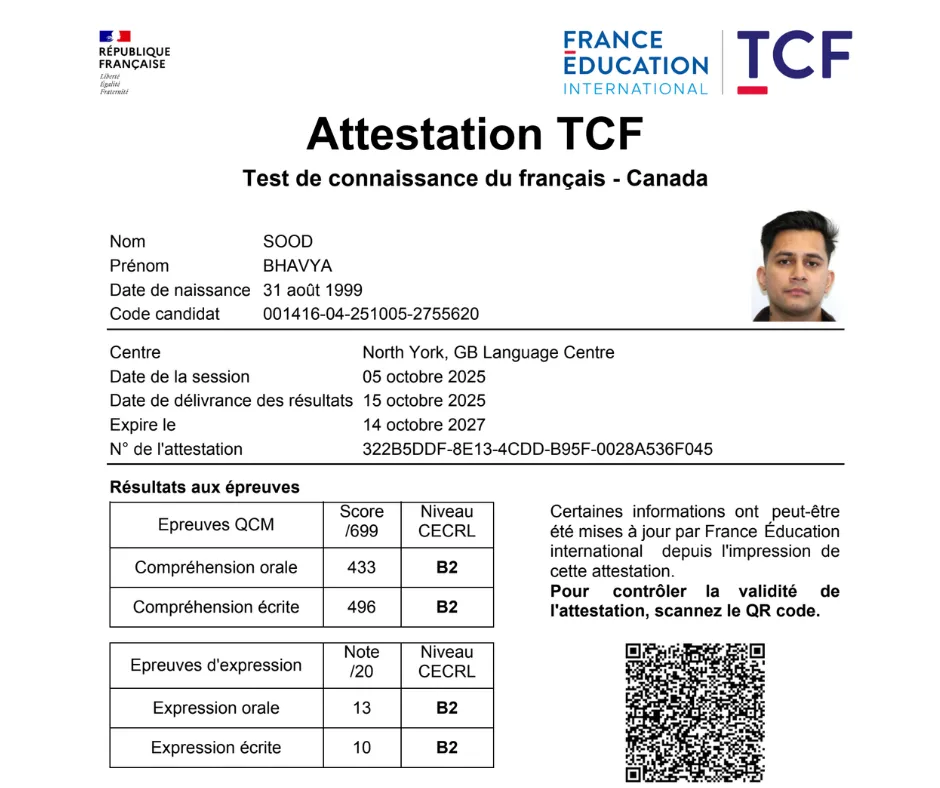 RÉPUBLIQUE
FRANÇAISE
Liberté
Égalité
Fraternité
FRANCE
EDUCATION
INTERNATIONAL
TCF
Attestation TCF
Test de connaissance du français - Canada
Nom SOOD
Prénom BHAVYA
Date de naissance 31 août 1999
Code candidat 001416-04-251005-2755620
Centre North York, GB Language Centre
Date de la session 05 octobre 2025
Date de délivrance des résultats 15 octobre 2025
Expire le 14 octobre 2027
N° de l'attestation 322B5DDF-8E13-4CDD-B95F-0028A536F045
Résultats aux épreuves
Epreuves QCM Score /699 Niveau CECRL
Compréhension orale 433 B2
Compréhension écrite 496 B2
Epreuves d'expression Note /20 Niveau CECRL
Expression orale 13 B2
Expression écrite 10 B2
Certaines informations ont peut-être
été mises à jour par France Éducation
international depuis l'impression de
cette attestation.
Pour contrôler la validité de
l'attestation, scannez le QR code.